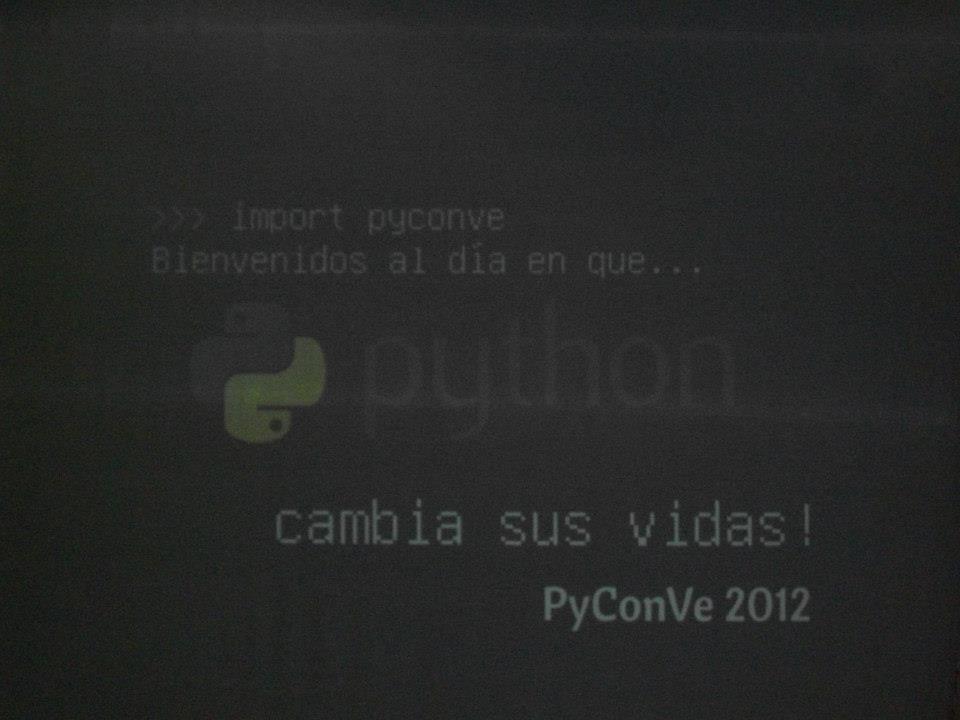 >>> import pyconve
Bienvenidos al día en que...
python
cambia sus vidas!
PyConVe 2012